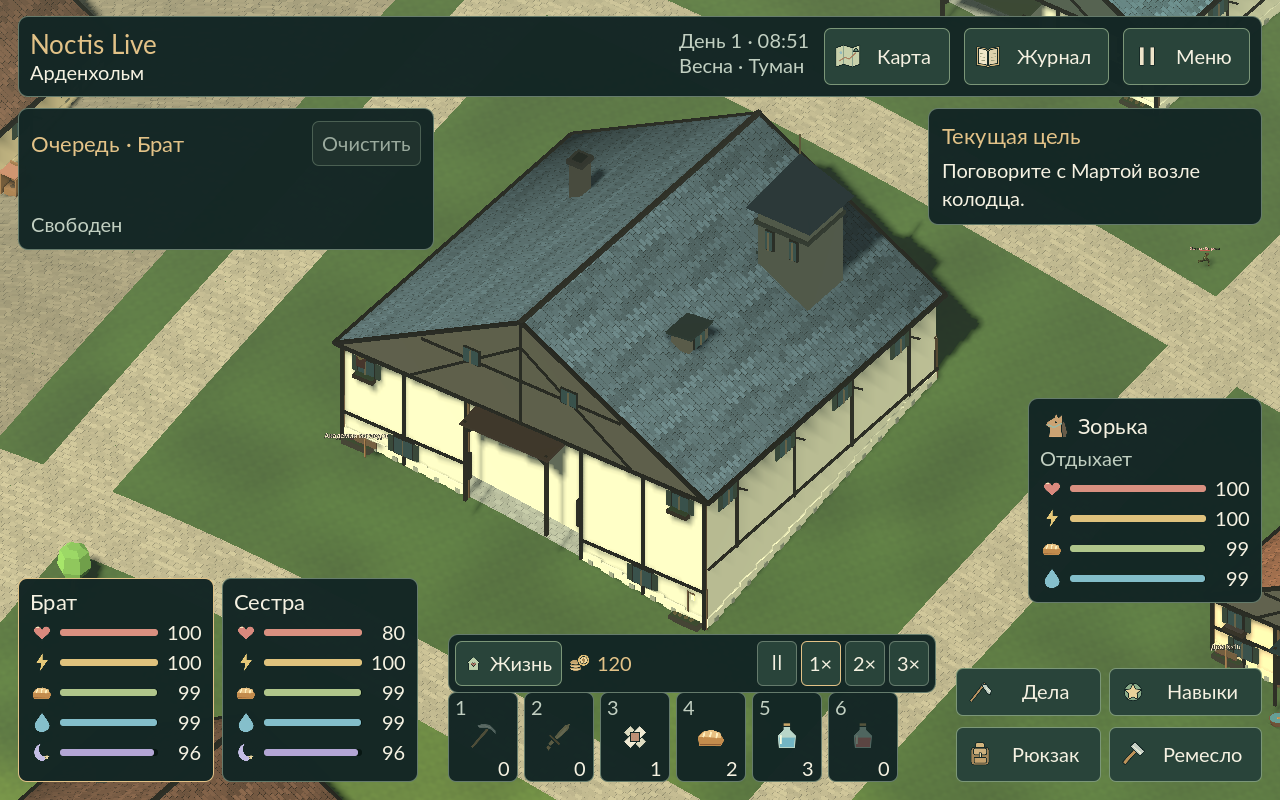 Noctis Live
Арденхольм
День 1 · 08:51
Весна · Туман
Карта
Журнал
Меню
Очередь · Брат
Очистить
Свободен
Текущая цель
Поговорите с Мартой возле
колодца.
Зорька
Отдыхает
100
100
99
99
Брат
100
100
99
99
96
Сестра
80
100
99
99
96
Жизнь
120
1×
2×
3×
1
0
2
0
3
1
4
2
5
3
6
0
Дела
Навыки
Рюкзак
Ремесло